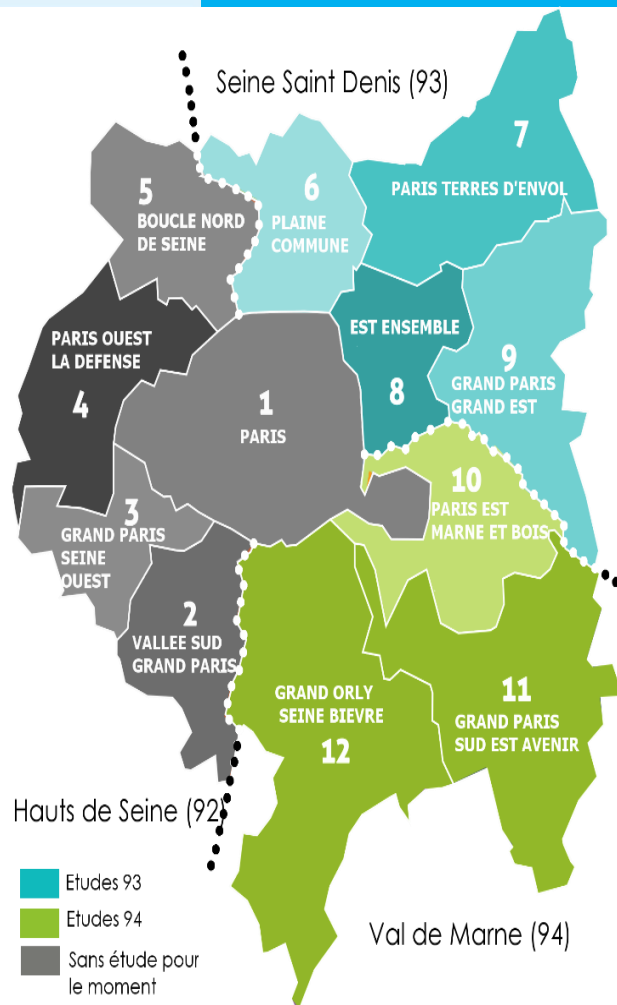 Seine Saint Denis (93)
7
PARIS TERRES D'ENVOL
5
BOUCLE NORD
DE SEINE
6
PLAINE
COMMUNE
PARIS OUEST
LA DEFENSE
4
EST ENSEMBLE
8
9
GRAND PARIS
GRAND EST
1
PARIS
10
PARIS EST
MARNE ET BOIS
3
GRAND PARIS
SEINE
OUEST
2
VALLEE SUD
GRAND PARIS
GRAND ORLY
SEINE BIEVRE
12
11
GRAND PARIS
SUD EST AVENIR
Hauts de Seine (92)
Etudes 93
Etudes 94
Sans étude pour
le moment
Val de Marne (94)